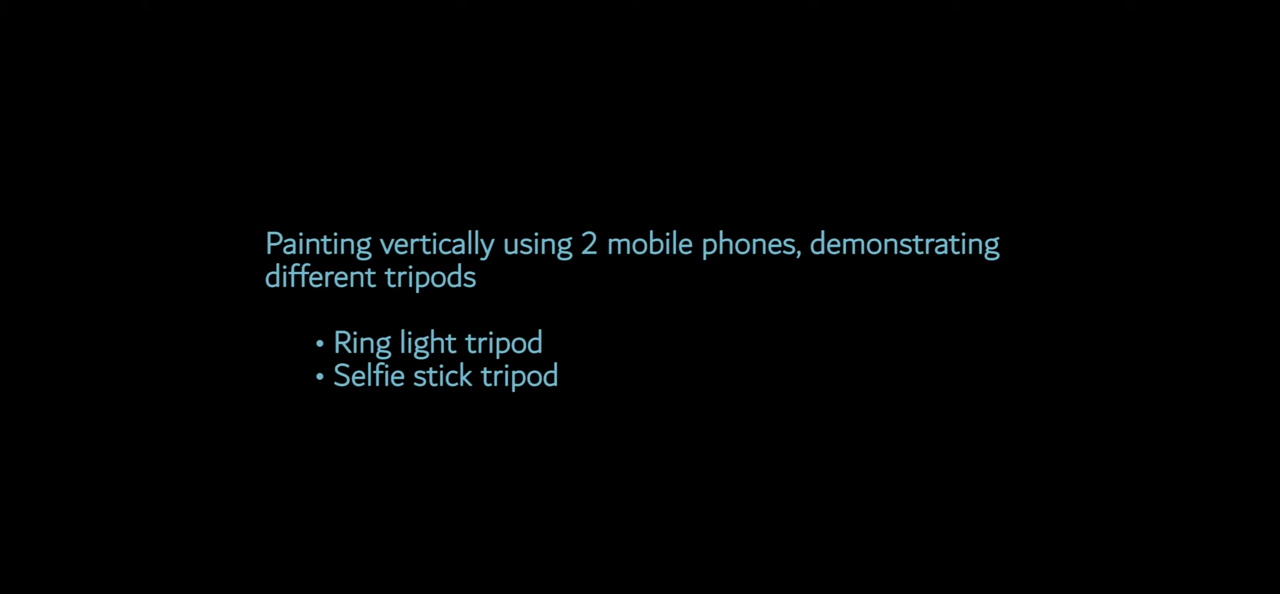 Painting vertically using 2 mobile phones, demonstrating
different tripods
• Ring light tripod
• Selfie stick tripod